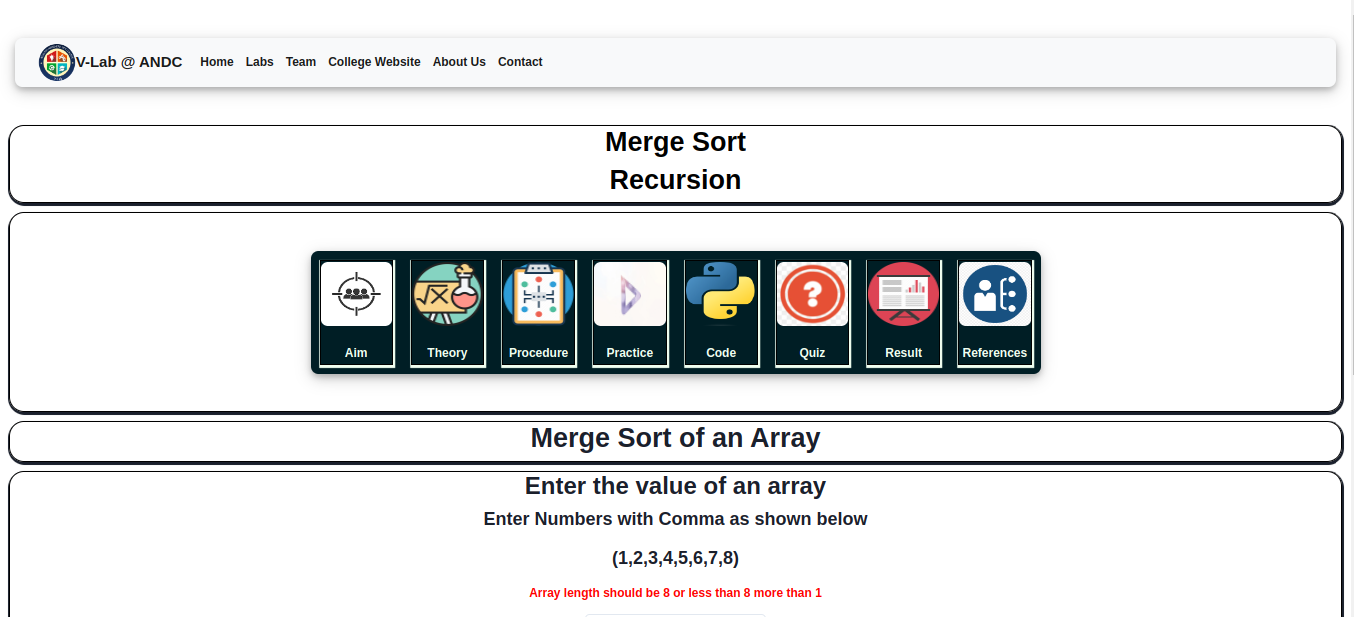 V-Lab @ ANDC Home Labs Team College Website About Us Contact
Merge Sort
Recursion
Aim Theory Procedure Practice Code Quiz Result References
Merge Sort of an Array
Enter the value of an array
Enter Numbers with Comma as shown below
(1,2,3,4,5,6,7,8)
Array length should be 8 or less than 8 more than 1